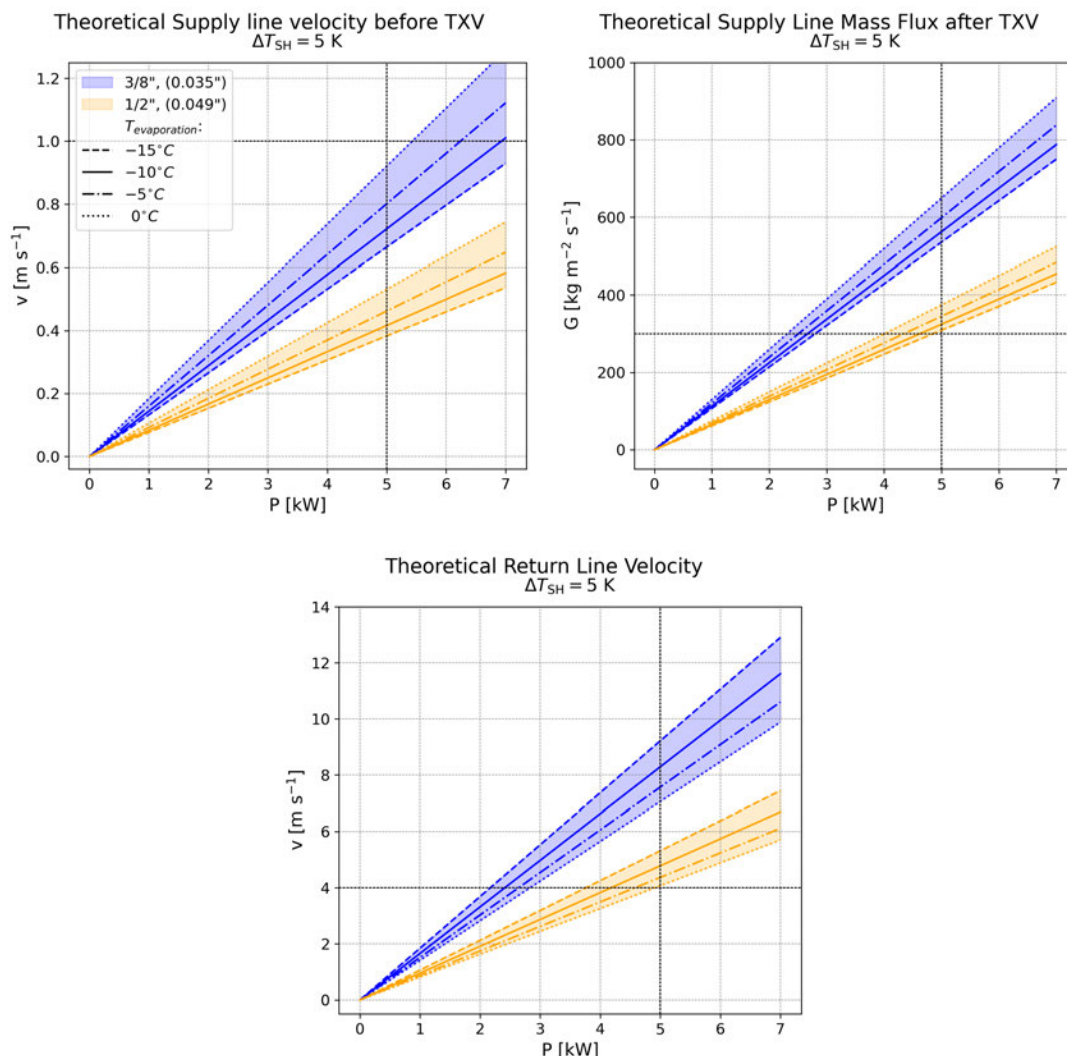 Theoretical Supply line velocity before TXV
ΔT_SH = 5 K
1.2
1.0
0.8
0.6
0.4
0.2
0.0
v [m s⁻¹]
3/8", (0.035")
1/2", (0.049")
T_evaporation:
−15°C
−10°C
−5°C
0°C
0 1 2 3 4 5 6 7
P [kW]
Theoretical Supply Line Mass Flux after TXV
ΔT_SH = 5 K
1000
800
600
400
200
0
G [kg m⁻² s⁻¹]
0 1 2 3 4 5 6 7
P [kW]
Theoretical Return Line Velocity
ΔT_SH = 5 K
14
12
10
8
6
4
2
0
v [m s⁻¹]
0 1 2 3 4 5 6 7
P [kW]